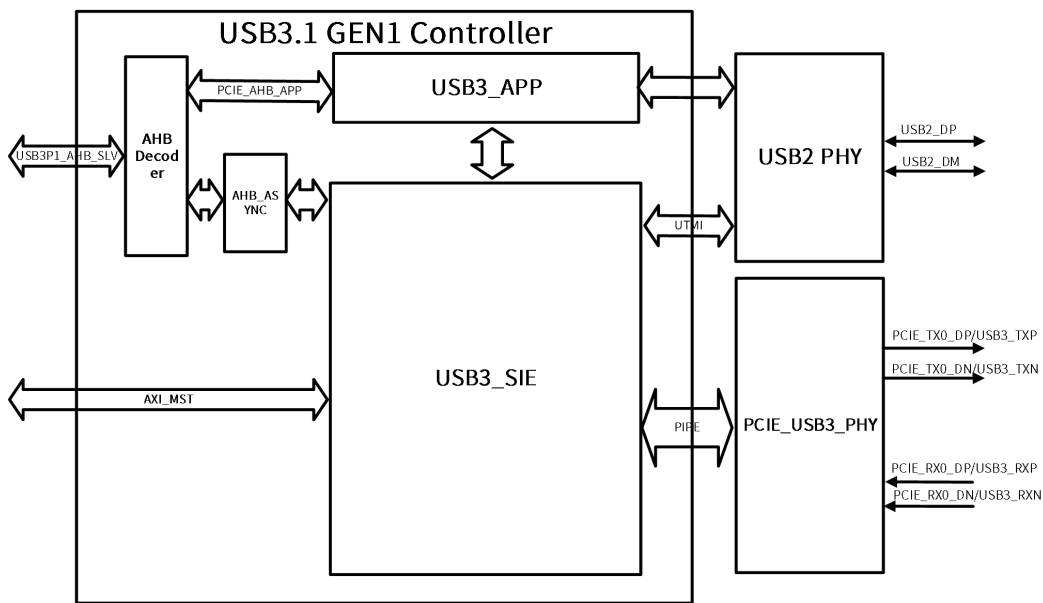 USB3.1 GEN1 Controller
PCIE_AHB_APP
USB3_APP
USB3P1_AHB_SLV
AHB
Decod
er
AHB_AS
YNC
USB2 PHY
USB2_DP
USB2_DM
UTMI
AXI_MST
USB3_SIE
PIPE
PCIE_USB3_PHY
PCIE_TX0_DP/USB3_TXP
PCIE_TX0_DN/USB3_TXN
PCIE_RX0_DP/USB3_RXP
PCIE_RX0_DN/USB3_RXN